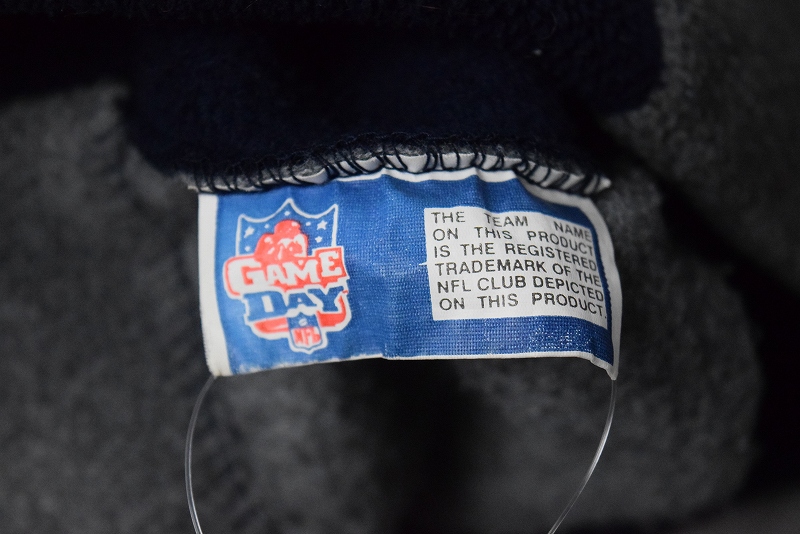 GAME
DAY
NFL
THE TEAM NAME
ON THIS PRODUCT
IS THE REGISTERED
TRADEMARK OF THE
NFL CLUB DEPICTED
ON THIS PRODUCT.